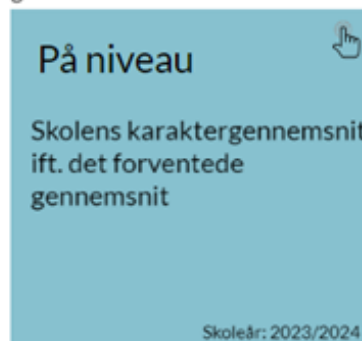 På niveau
Skolens karaktergennemsnit
ift. det forventede
gennemsnit
Skoleår: 2023/2024